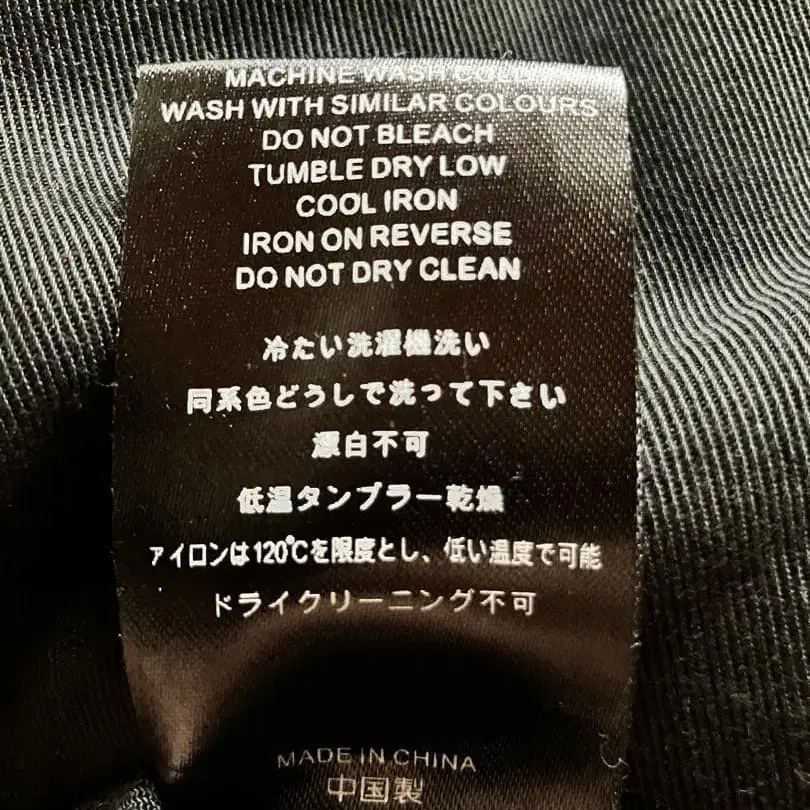 MACHINE WASH COLD
WASH WITH SIMILAR COLOURS
DO NOT BLEACH
TUMBLE DRY LOW
COOL IRON
IRON ON REVERSE
DO NOT DRY CLEAN
冷たい洗濯機洗い
同系色どうしで洗って下さい
漂白不可
低温タンブラー乾燥
アイロンは120℃を限度とし、低い温度で可能
ドライクリーニング不可
MADE IN CHINA
中国製